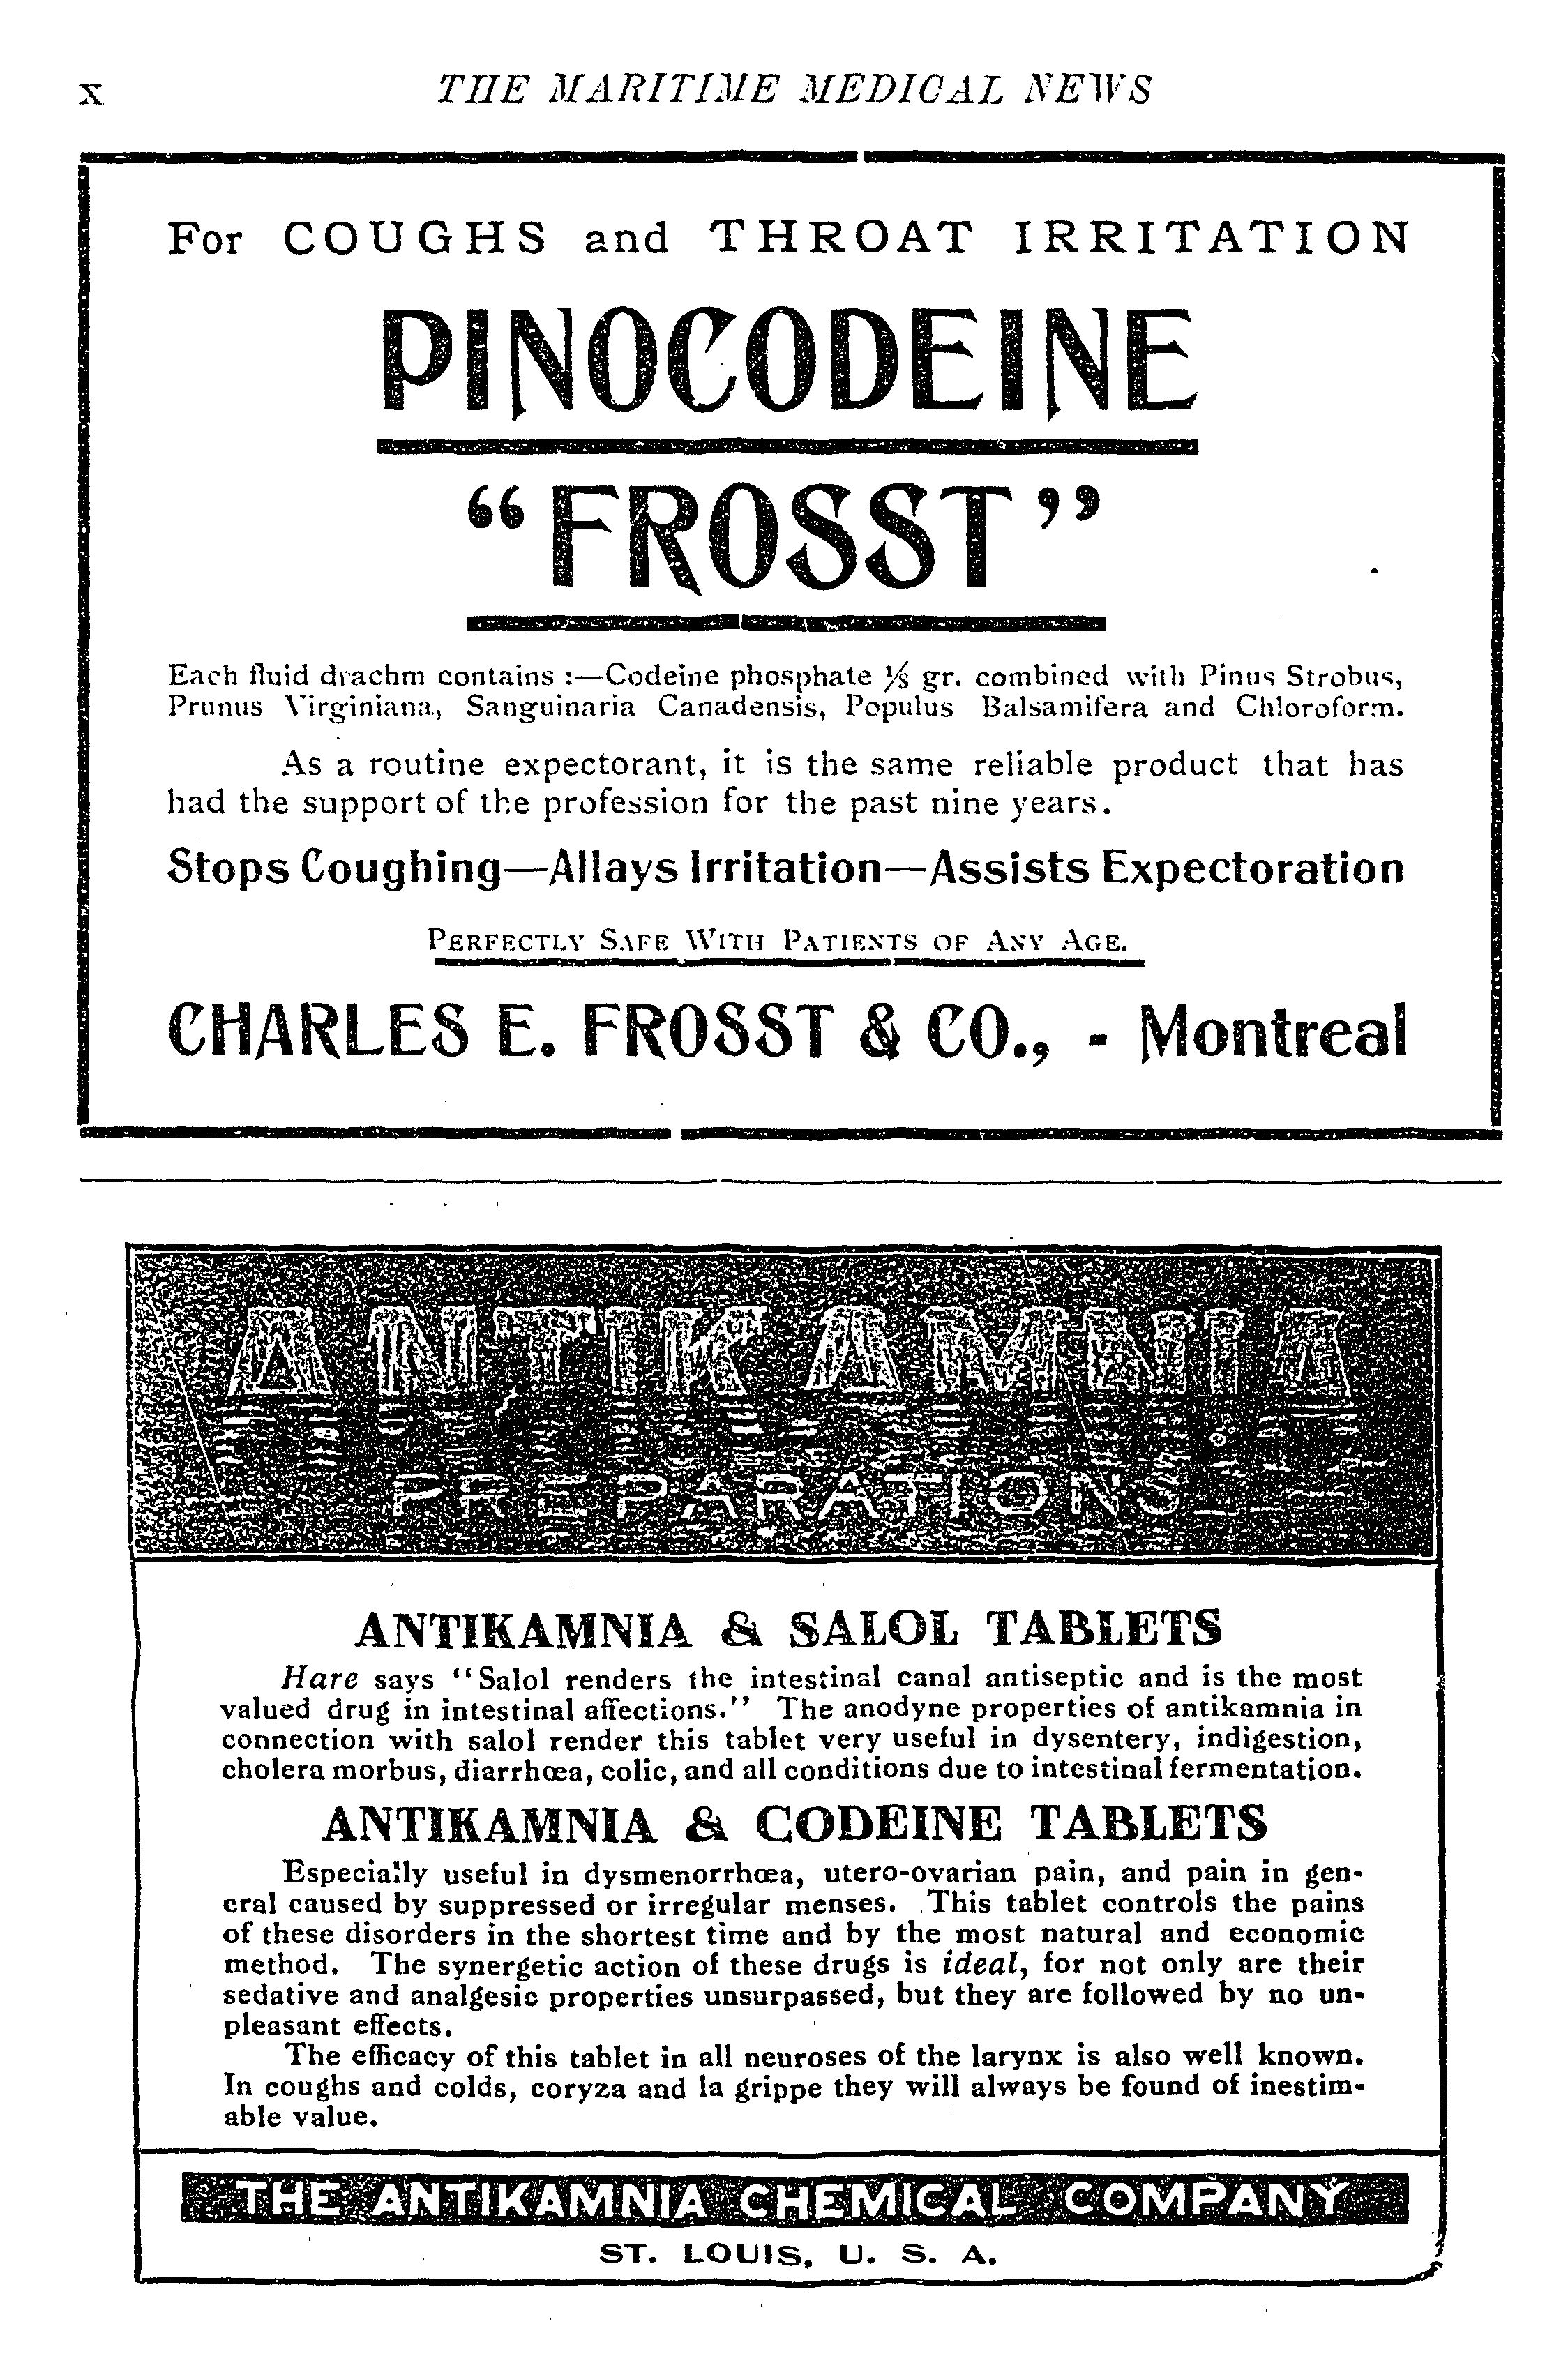 x THE MARITIME MEDICAL NEWS
For COUGHS and THROAT IRRITATION
PINOCODEINE
“FROSST”
Each fluid drachm contains :—Codeine phosphate ⅓ gr. combined with Pinus Strobus,
Prunus Virginiana, Sanguinaria Canadensis, Populus Balsamifera and Chloroform.
As a routine expectorant, it is the same reliable product that has
had the support of the profession for the past nine years.
Stops Coughing—Allays Irritation—Assists Expectoration
PERFECTLY SAFE WITH PATIENTS OF ANY AGE.
CHARLES E. FROSST & CO., - Montreal
ANTIKAMNIA
PREPARATIONS
ANTIKAMNIA & SALOL TABLETS
Hare says “Salol renders the intestinal canal antiseptic and is the most
valued drug in intestinal affections.” The anodyne properties of antikamnia in
connection with salol render this tablet very useful in dysentery, indigestion,
cholera morbus, diarrhœa, colic, and all conditions due to intestinal fermentation.
ANTIKAMNIA & CODEINE TABLETS
Especially useful in dysmenorrhœa, utero-ovarian pain, and pain in gen-
eral caused by suppressed or irregular menses. This tablet controls the pains
of these disorders in the shortest time and by the most natural and economic
method. The synergetic action of these drugs is ideal, for not only are their
sedative and analgesic properties unsurpassed, but they are followed by no un-
pleasant effects.
The efficacy of this tablet in all neuroses of the larynx is also well known.
In coughs and colds, coryza and la grippe they will always be found of inestim-
able value.
THE ANTIKAMNIA CHEMICAL COMPANY
ST. LOUIS, U. S. A.